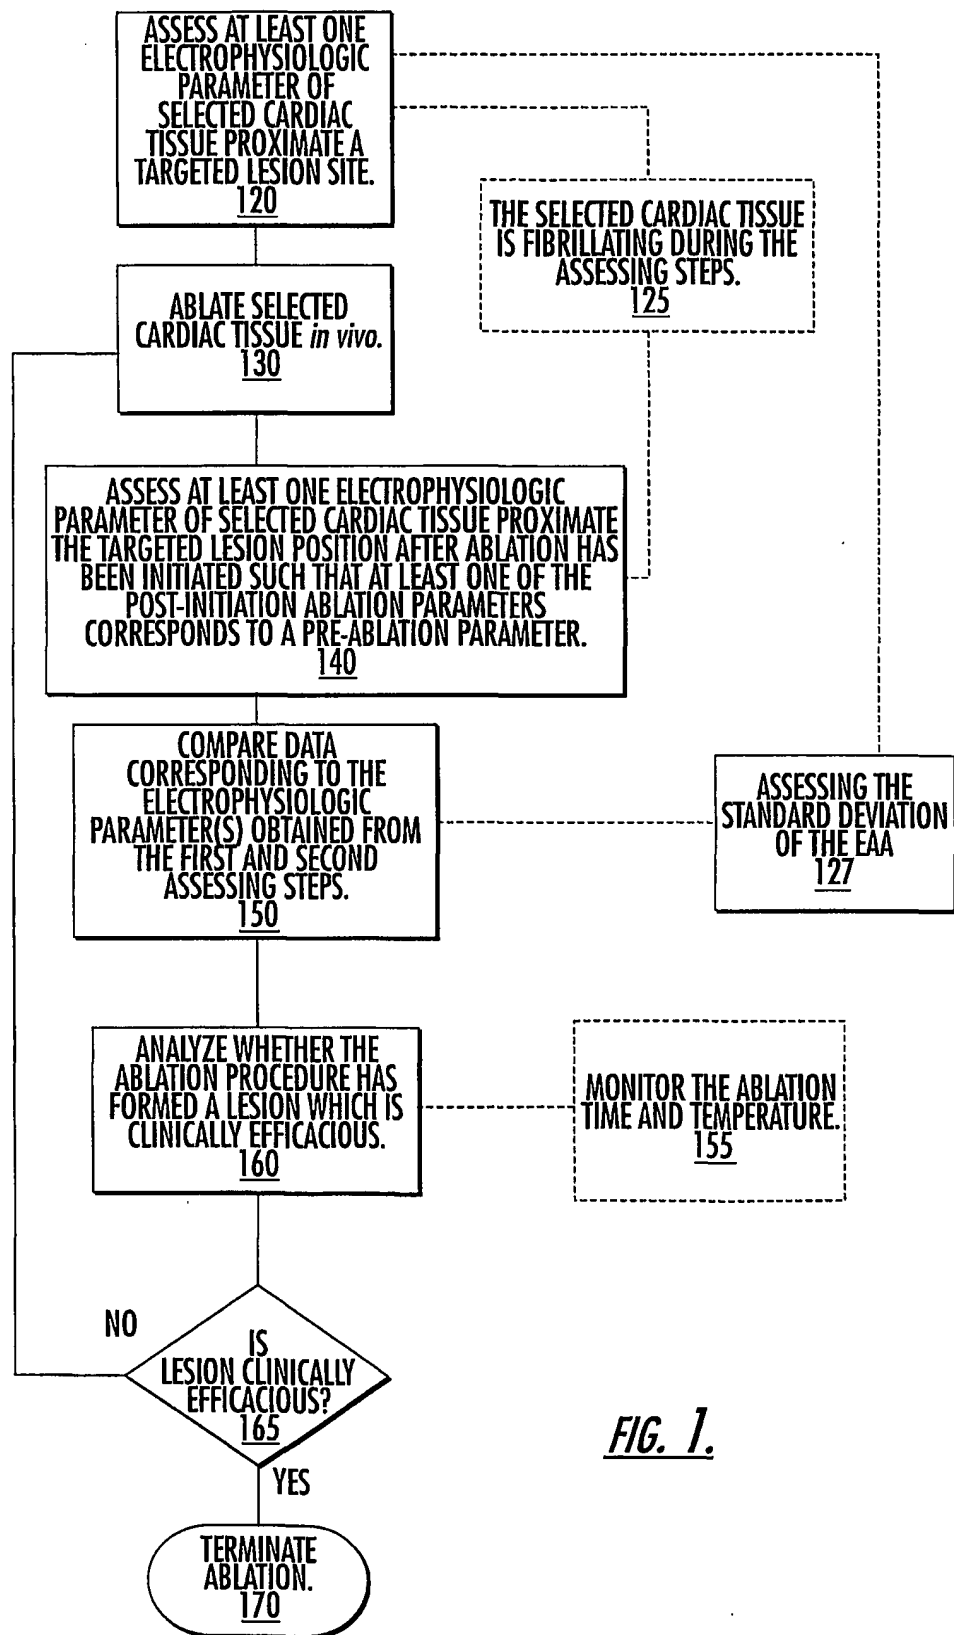 ASSESS AT LEAST ONE
ELECTROPHYSIOLOGIC
PARAMETER OF
SELECTED CARDIAC
TISSUE PROXIMATE A
TARGETED LESION SITE.
120
THE SELECTED CARDIAC TISSUE
IS FIBRILLATING DURING THE
ASSESSING STEPS.
125
ABLATE SELECTED
CARDIAC TISSUE in vivo.
130
ASSESS AT LEAST ONE ELECTROPHYSIOLOGIC
PARAMETER OF SELECTED CARDIAC TISSUE PROXIMATE
THE TARGETED LESION POSITION AFTER ABLATION HAS
BEEN INITIATED SUCH THAT AT LEAST ONE OF THE
POST-INITIATION ABLATION PARAMETERS
CORRESPONDS TO A PRE-ABLATION PARAMETER.
140
COMPARE DATA
CORRESPONDING TO THE
ELECTROPHYSIOLOGIC
PARAMETER(S) OBTAINED FROM
THE FIRST AND SECOND
ASSESSING STEPS.
150
ASSESSING THE
STANDARD DEVIATION
OF THE EAA
127
ANALYZE WHETHER THE
ABLATION PROCEDURE HAS
FORMED A LESION WHICH IS
CLINICALLY EFFICACIOUS.
160
MONITOR THE ABLATION
TIME AND TEMPERATURE.
155
NO
IS
LESION CLINICALLY
EFFICACIOUS?
165
YES
TERMINATE
ABLATION.
170
FIG. 1.